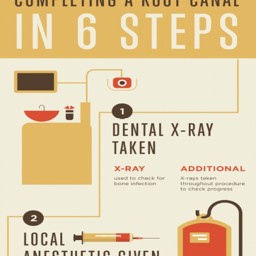 COMPLETING A ROOT CANAL
IN 6 STEPS
1
DENTAL X-RAY
TAKEN
X-RAY
used to check for
bone infection
ADDITIONAL
X-rays taken
throughout procedure
to check progress
2
LOCAL
ANESTHETIC GIVEN